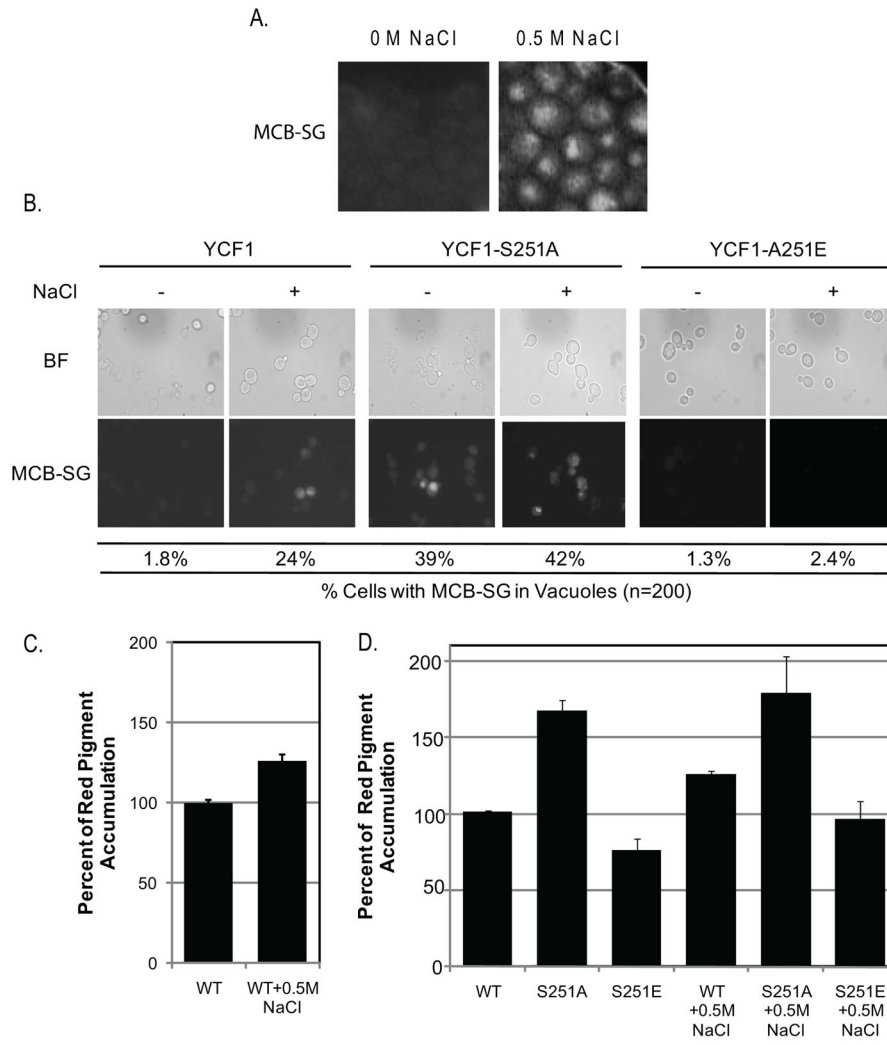 A.
0 M NaCl 0.5 M NaCl
MCB-SG
B.
YCF1 YCF1-S251A YCF1-A251E
NaCl - + - + - +
BF
MCB-SG
1.8% 24% 39% 42% 1.3% 2.4%
% Cells with MCB-SG in Vacuoles (n=200)
C.
Percent of Red Pigment
Accumulation
200
150
100
50
0
WT WT+0.5M
NaCl
D.
Percent of Red Pigment
Accumulation
200
150
100
50
0
WT S251A S251E WT S251A S251E
+0.5M +0.5M +0.5M
NaCl NaCl NaCl